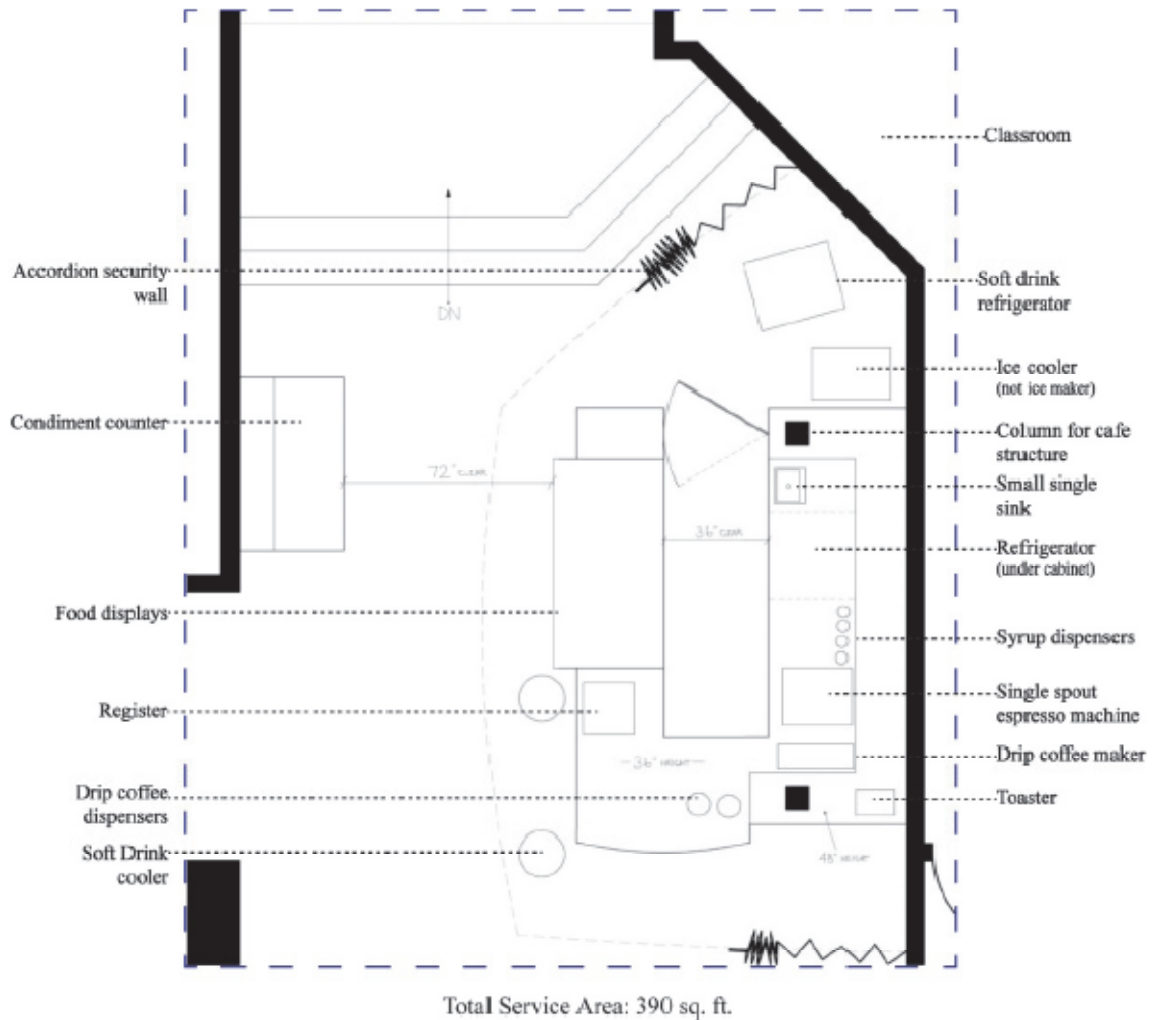 Classroom
Accordion security
wall
Soft drink
refrigerator
DN
Ice cooler
(not ice maker)
Condiment counter
Column for cafe
structure
72" CLEAR
Small single
sink
36" CLEAR
Refrigerator
(under cabinet)
Food displays
Syrup dispensers
Register
Single spout
espresso machine
Drip coffee maker
36" HEIGHT
Drip coffee
dispensers
Toaster
Soft Drink
cooler
48" HEIGHT
Total Service Area: 390 sq. ft.